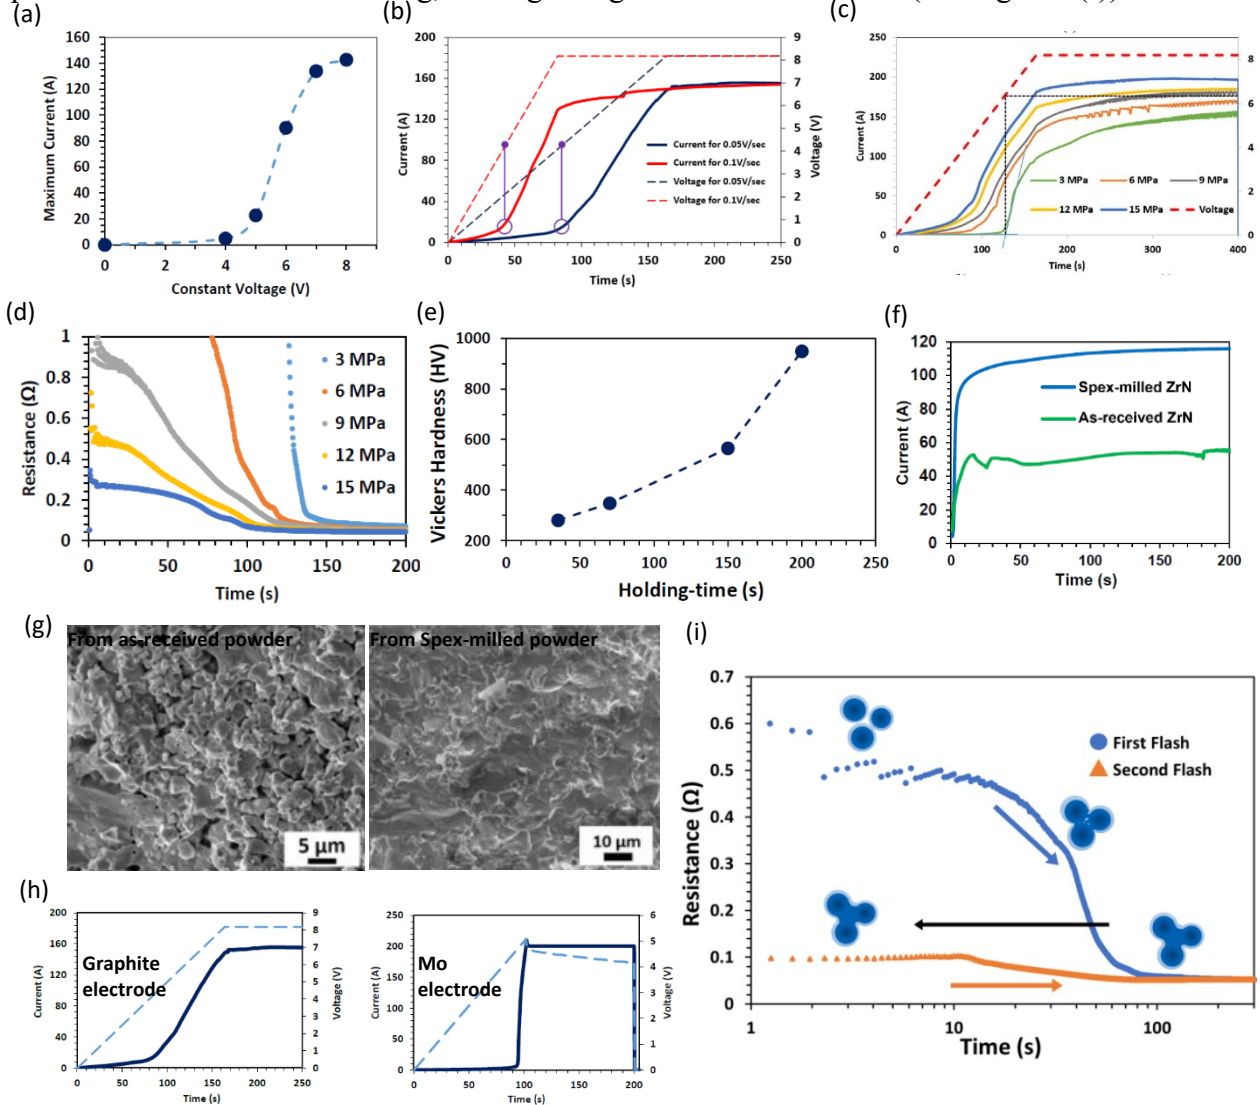 (a)
160
140
120
100
80
60
40
20
0
Maximum Current (A)
0 2 4 6 8
Constant Voltage (V)
(b)
200
160
120
80
40
0
Current (A)
9
8
7
6
5
4
3
2
1
0
Voltage (V)
Current for 0.05V/sec
Current for 0.1V/sec
Voltage for 0.05V/sec
Voltage for 0.1V/sec
0 50 100 150 200 250
Time (s)
(c)
250
200
150
100
50
0
Current (A)
8
6
4
2
0
3 MPa 6 MPa 9 MPa
12 MPa 15 MPa Voltage
0 100 200 300 400
Time (s)
(d)
1
0.8
0.6
0.4
0.2
0
Resistance (Ω)
3 MPa
6 MPa
9 MPa
12 MPa
15 MPa
0 50 100 150 200
Time (s)
(e)
1000
800
600
400
200
Vickers Hardness (HV)
0 50 100 150 200 250
Holding-time (s)
(f)
120
100
80
60
40
20
0
Current (A)
Spex-milled ZrN
As-received ZrN
0 50 100 150 200
Time (s)
(g)
From as-received powder
5 µm
From Spex-milled powder
10 µm
(h)
200
160
120
80
40
0
Current (A)
Graphite
electrode
9
8
7
6
5
4
3
2
1
0
Voltage (V)
0 50 100 150 200 250
Time (s)
250
200
150
100
50
0
Current (A)
Mo
electrode
6
5
4
3
2
1
0
Voltage (V)
0 50 100 150 200
Time (s)
(i)
0.7
0.6
0.5
0.4
0.3
0.2
0.1
0
Resistance (Ω)
First Flash
Second Flash
1 10 100
Time (s)